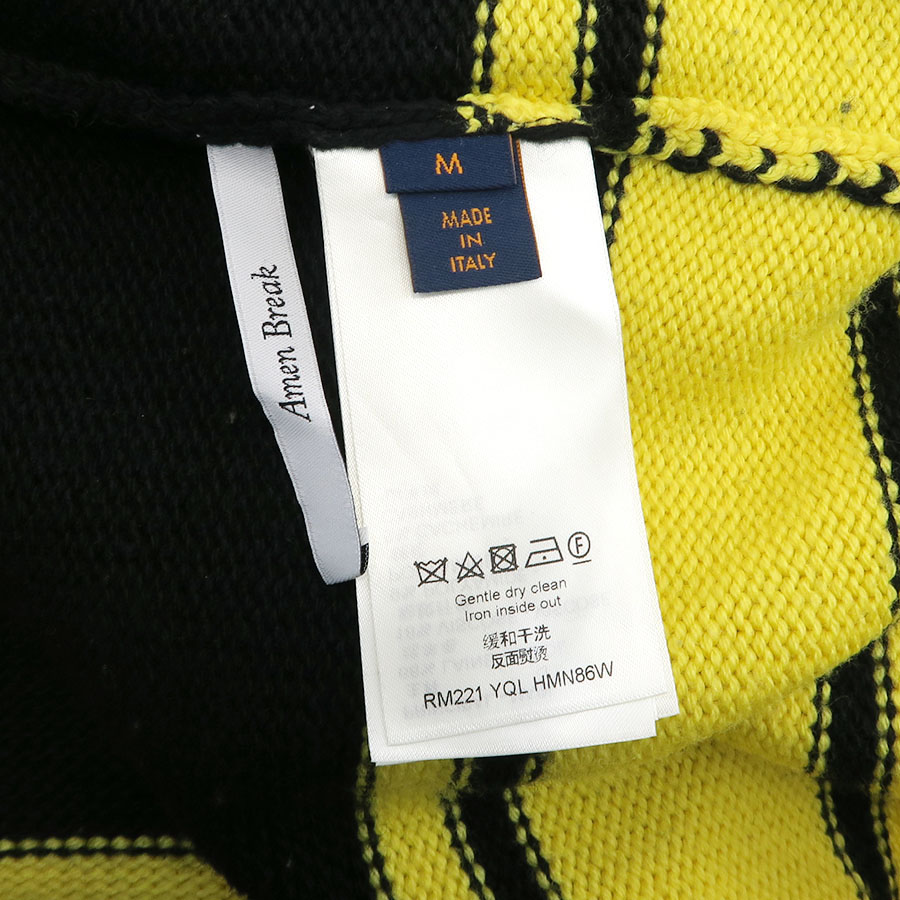 M
MADE
IN
ITALY
Amen Break
F
Gentle dry clean
Iron inside out
缓和干洗
反面熨烫
RM221 YQL HMN86W